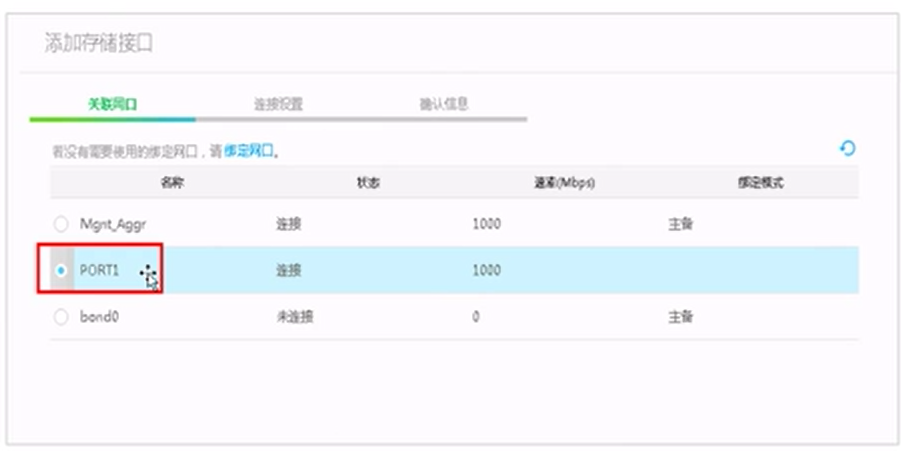 添加存储接口
关联网口 连接设置 确认信息
若没有需要使用的绑定网口，请 绑定网口。
名称 状态 速率(Mbps) 绑定模式
Mgnt_Aggr 连接 1000 主备
PORT1 连接 1000
bond0 未连接 0 主备